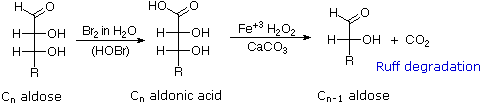 H O
H OH
H OH
R
Cn aldose
Br2 in H2O
(HOBr)
HO O
H OH
H OH
R
Cn aldonic acid
Fe+3 H2O2
CaCO3
H O
H OH
R
Cn-1 aldose
+ CO2
Ruff degradation